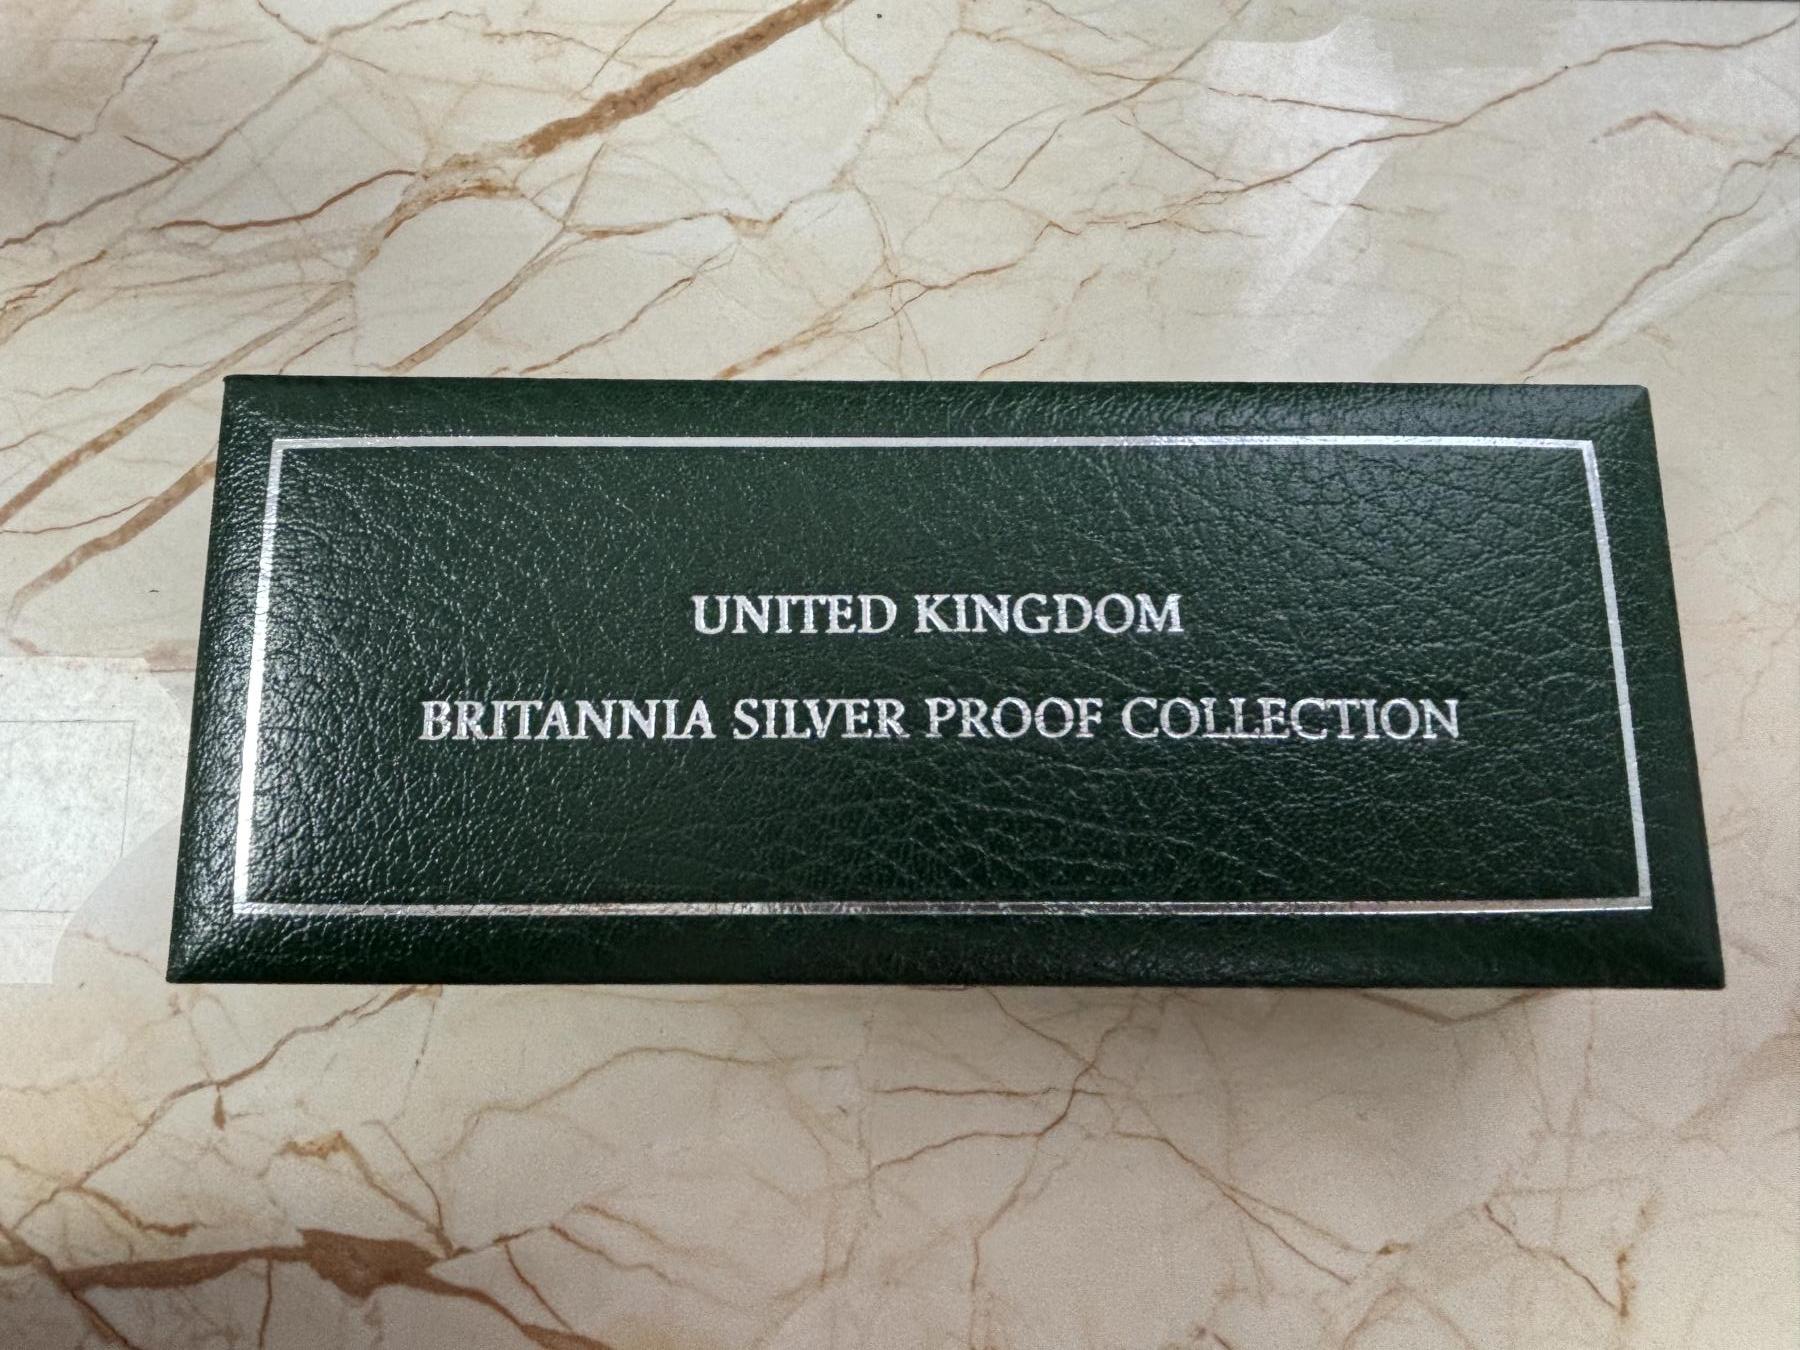 UNITED KINGDOM
BRITANNIA SILVER PROOF COLLECTION